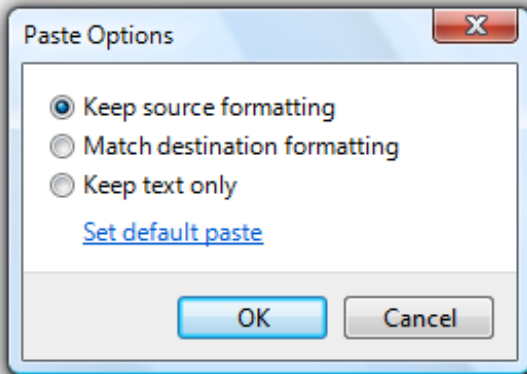 Paste Options
Keep source formatting
Match destination formatting
Keep text only
Set default paste
OK Cancel